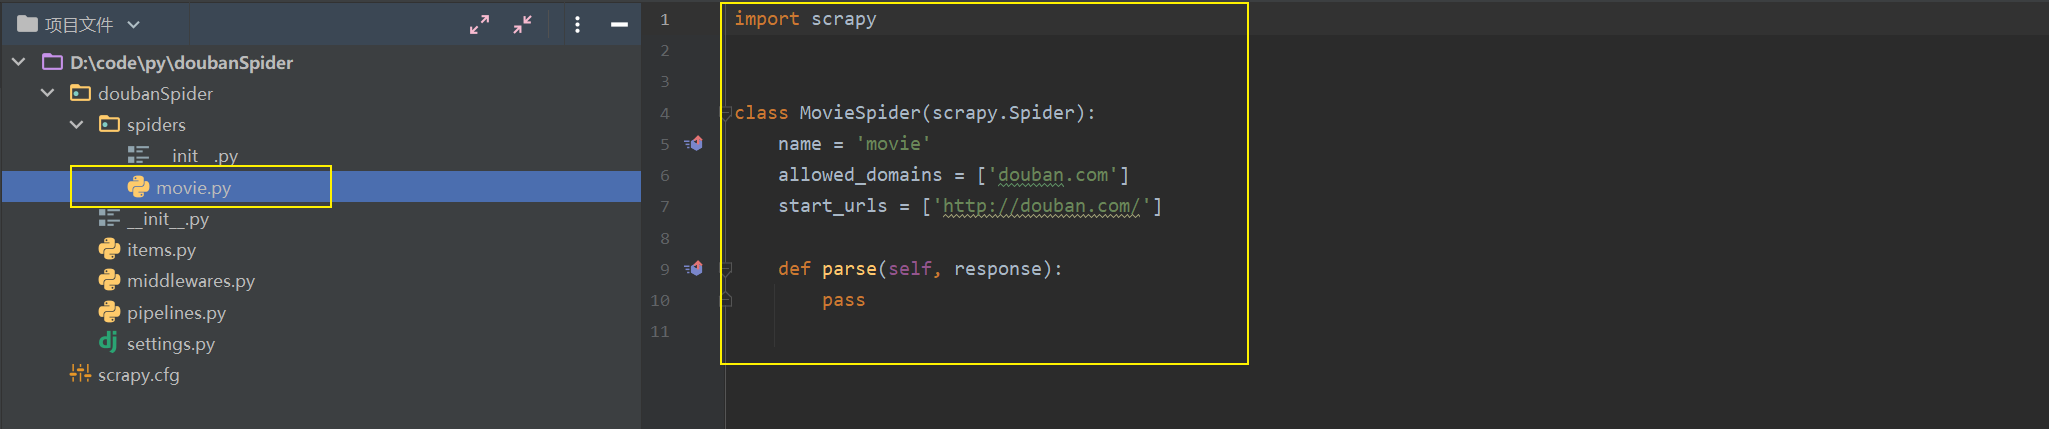 项目文件
D:\code\py\doubanSpider
doubanSpider
spiders
__init__.py
movie.py
__init__.py
items.py
middlewares.py
pipelines.py
settings.py
scrapy.cfg
1 import scrapy
2
3
4 class MovieSpider(scrapy.Spider):
5     name = 'movie'
6     allowed_domains = ['douban.com']
7     start_urls = ['http://douban.com/']
8
9     def parse(self, response):
10         pass
11